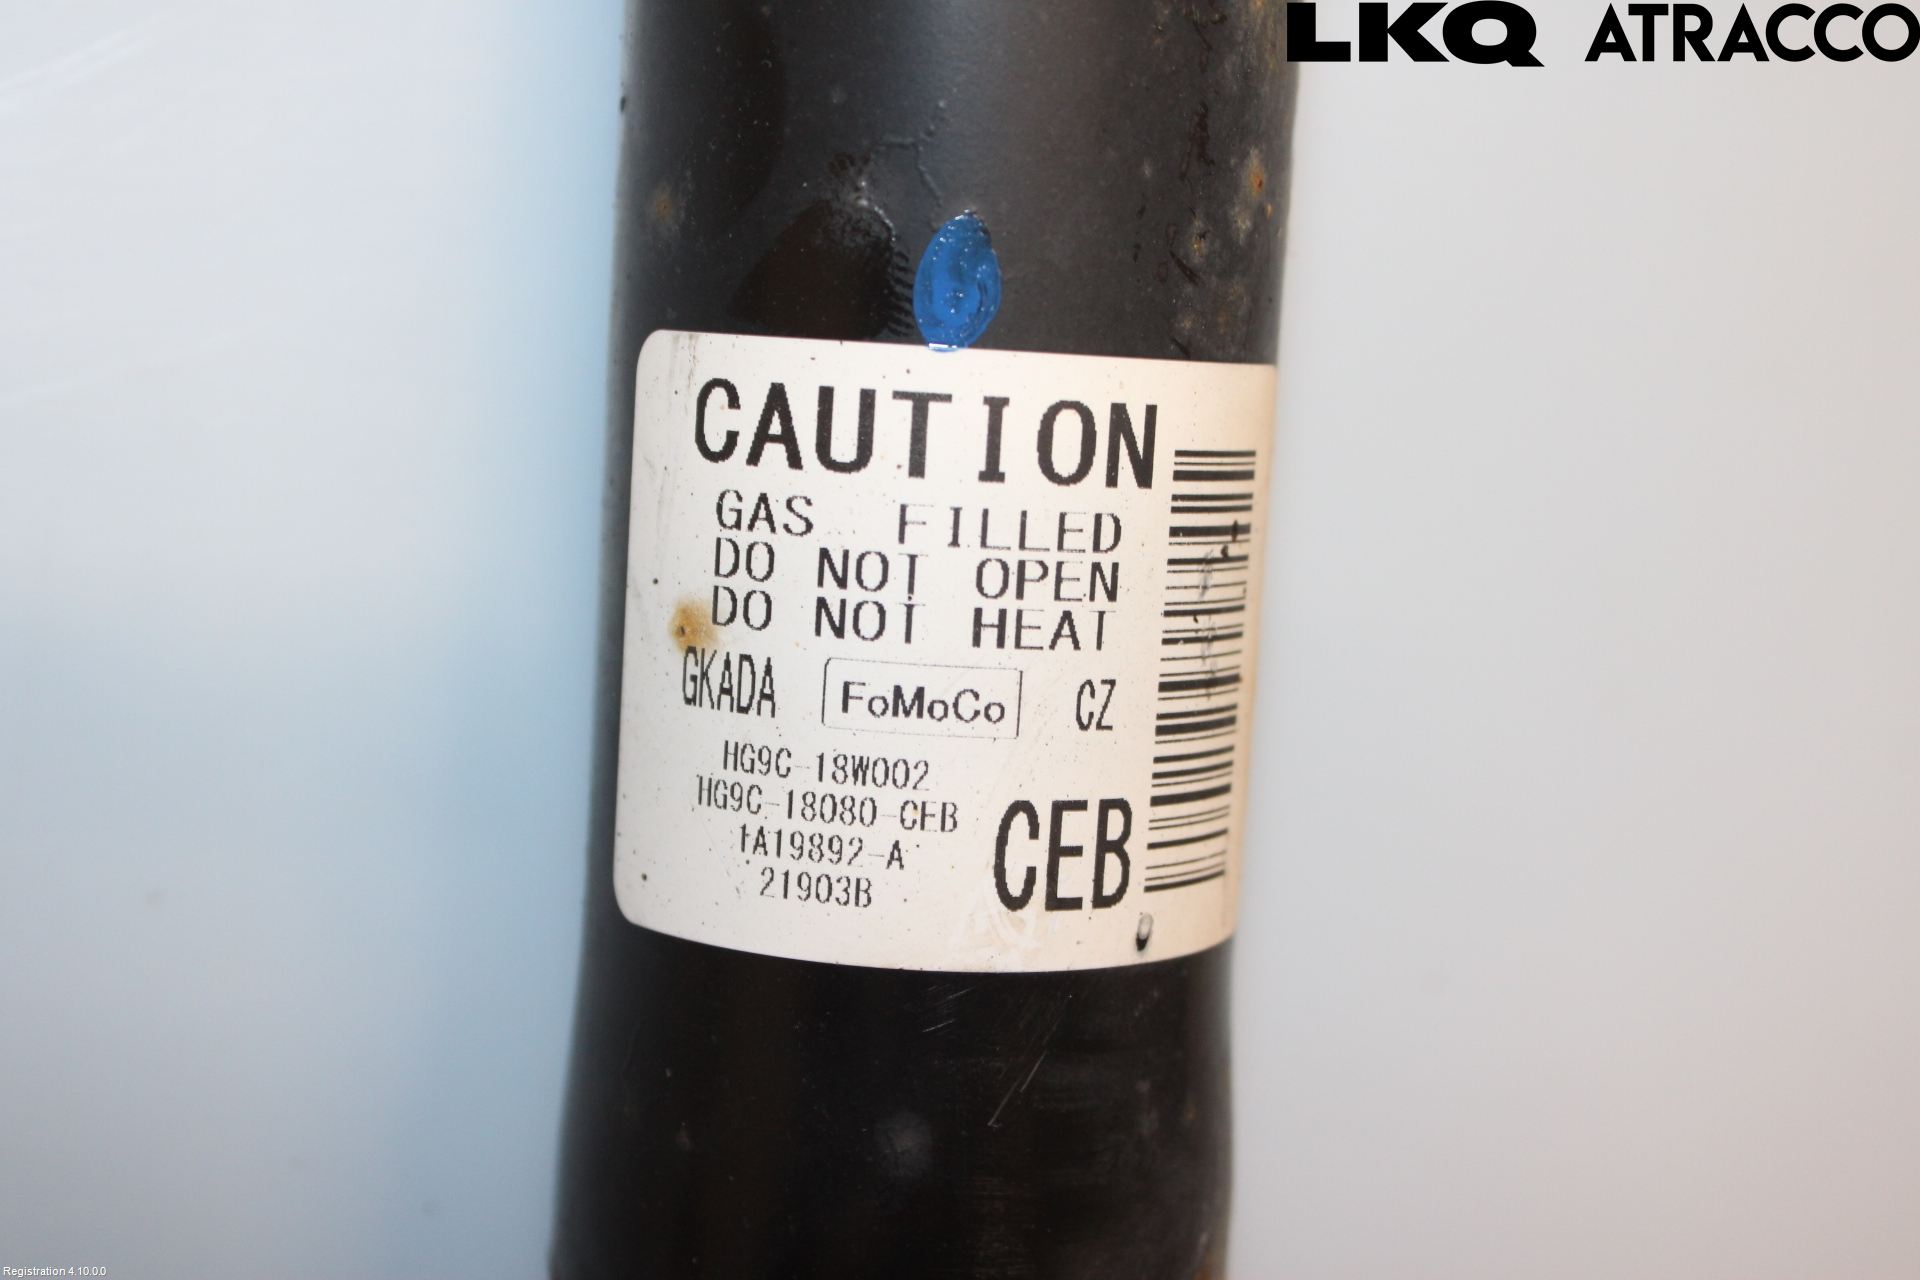 LKQ ATRACCO
CAUTION
GAS FILLED
DO NOT OPEN
DO NOT HEAT
GKADA FoMoCo CZ
HG9C-18W002
HG9C-18080-CEB
1A19892-A
21903B
CEB
Registration 4.10.0.0